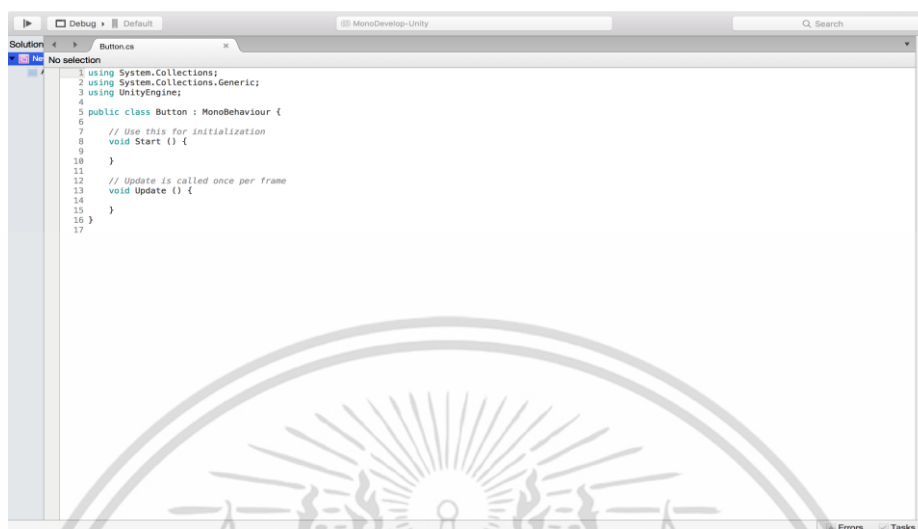 Debug › Default
MonoDevelop-Unity
Search
Solution
Button.cs
Ne
No selection
1 using System.Collections;
2 using System.Collections.Generic;
3 using UnityEngine;
4
5 public class Button : MonoBehaviour {
6
7     // Use this for initialization
8     void Start () {
9
10     }
11
12     // Update is called once per frame
13     void Update () {
14
15     }
16 }
17
Errors
Tasks